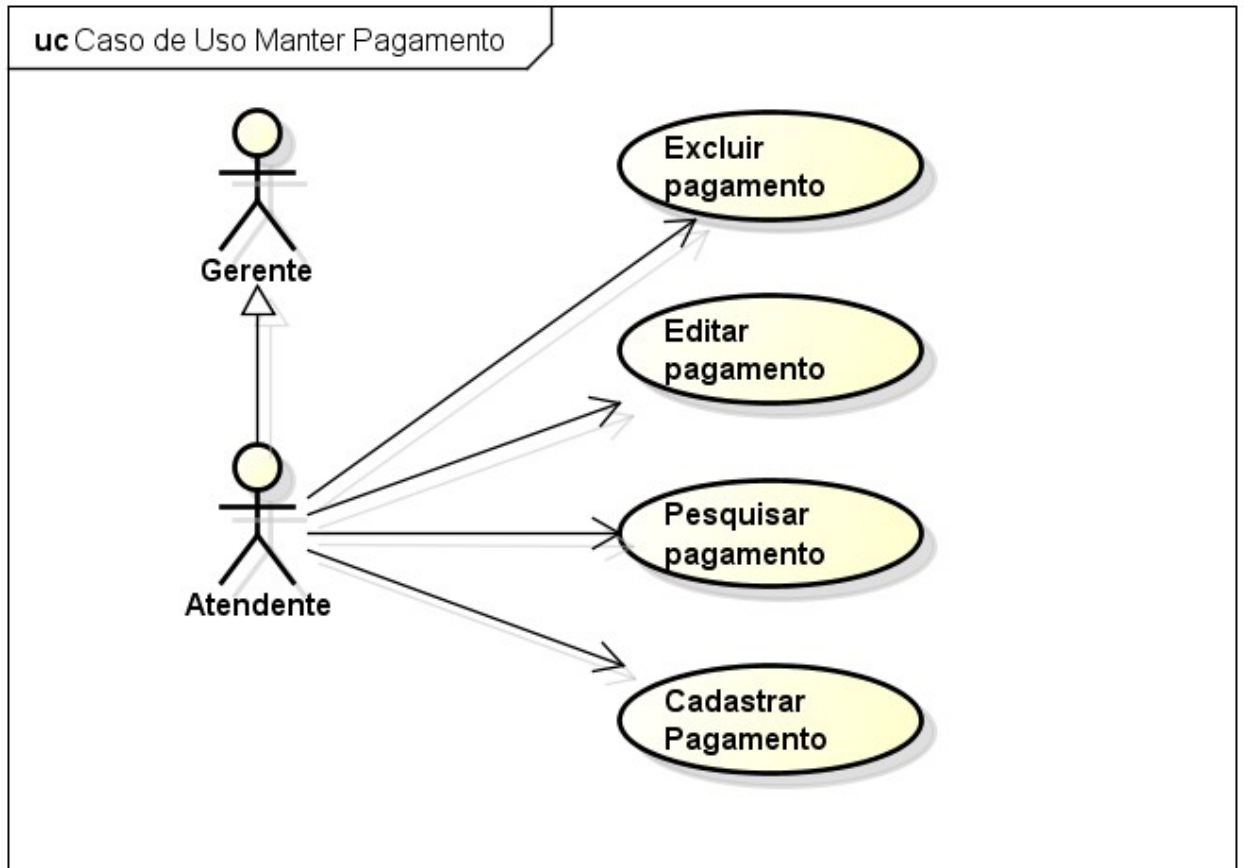 uc Caso de Uso Manter Pagamento
Gerente
Atendente
Excluir
pagamento
Editar
pagamento
Pesquisar
pagamento
Cadastrar
Pagamento